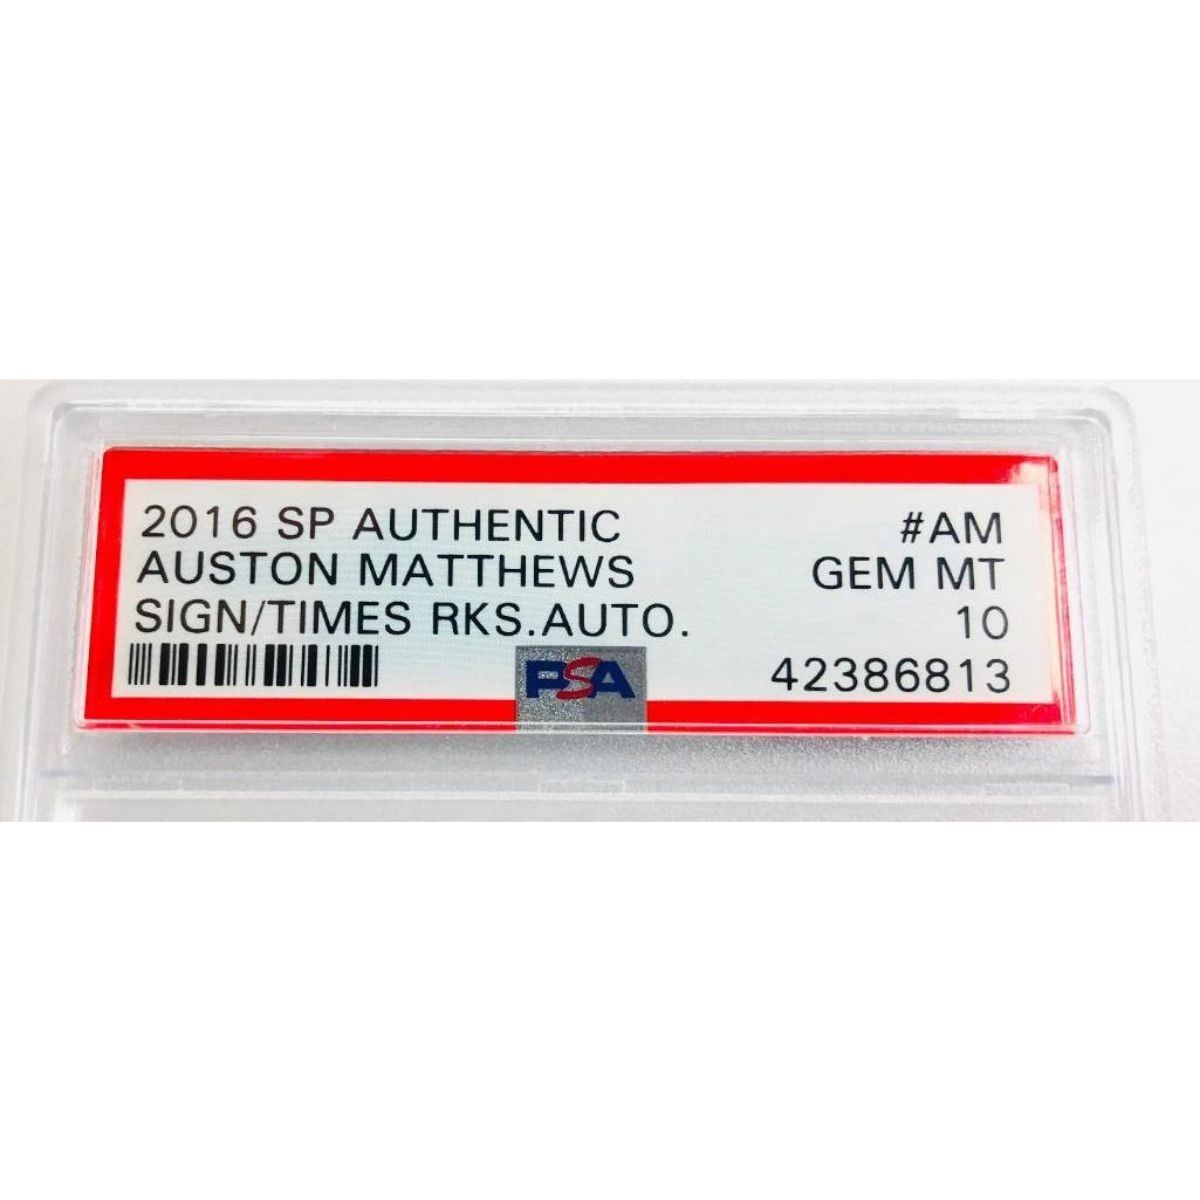 2016 SP AUTHENTIC #AM
AUSTON MATTHEWS GEM MT
SIGN/TIMES RKS.AUTO. 10
PSA 42386813